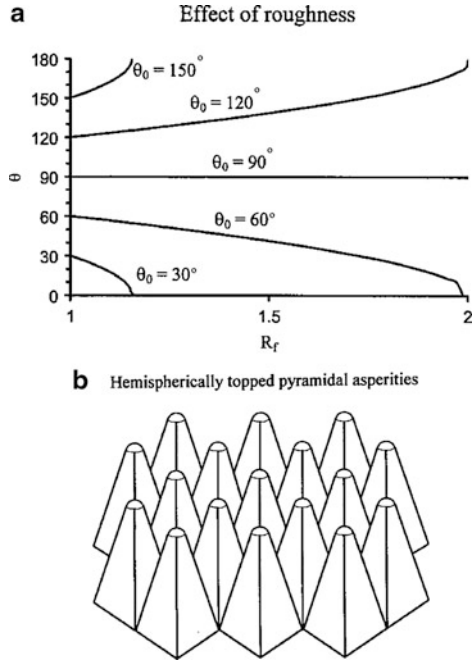 a
Effect of roughness
180
150
120
90
60
30
0
θ
θ₀ = 150°
θ₀ = 120°
θ₀ = 90°
θ₀ = 60°
θ₀ = 30°
1
1.5
2
R_f
b
Hemispherically topped pyramidal asperities